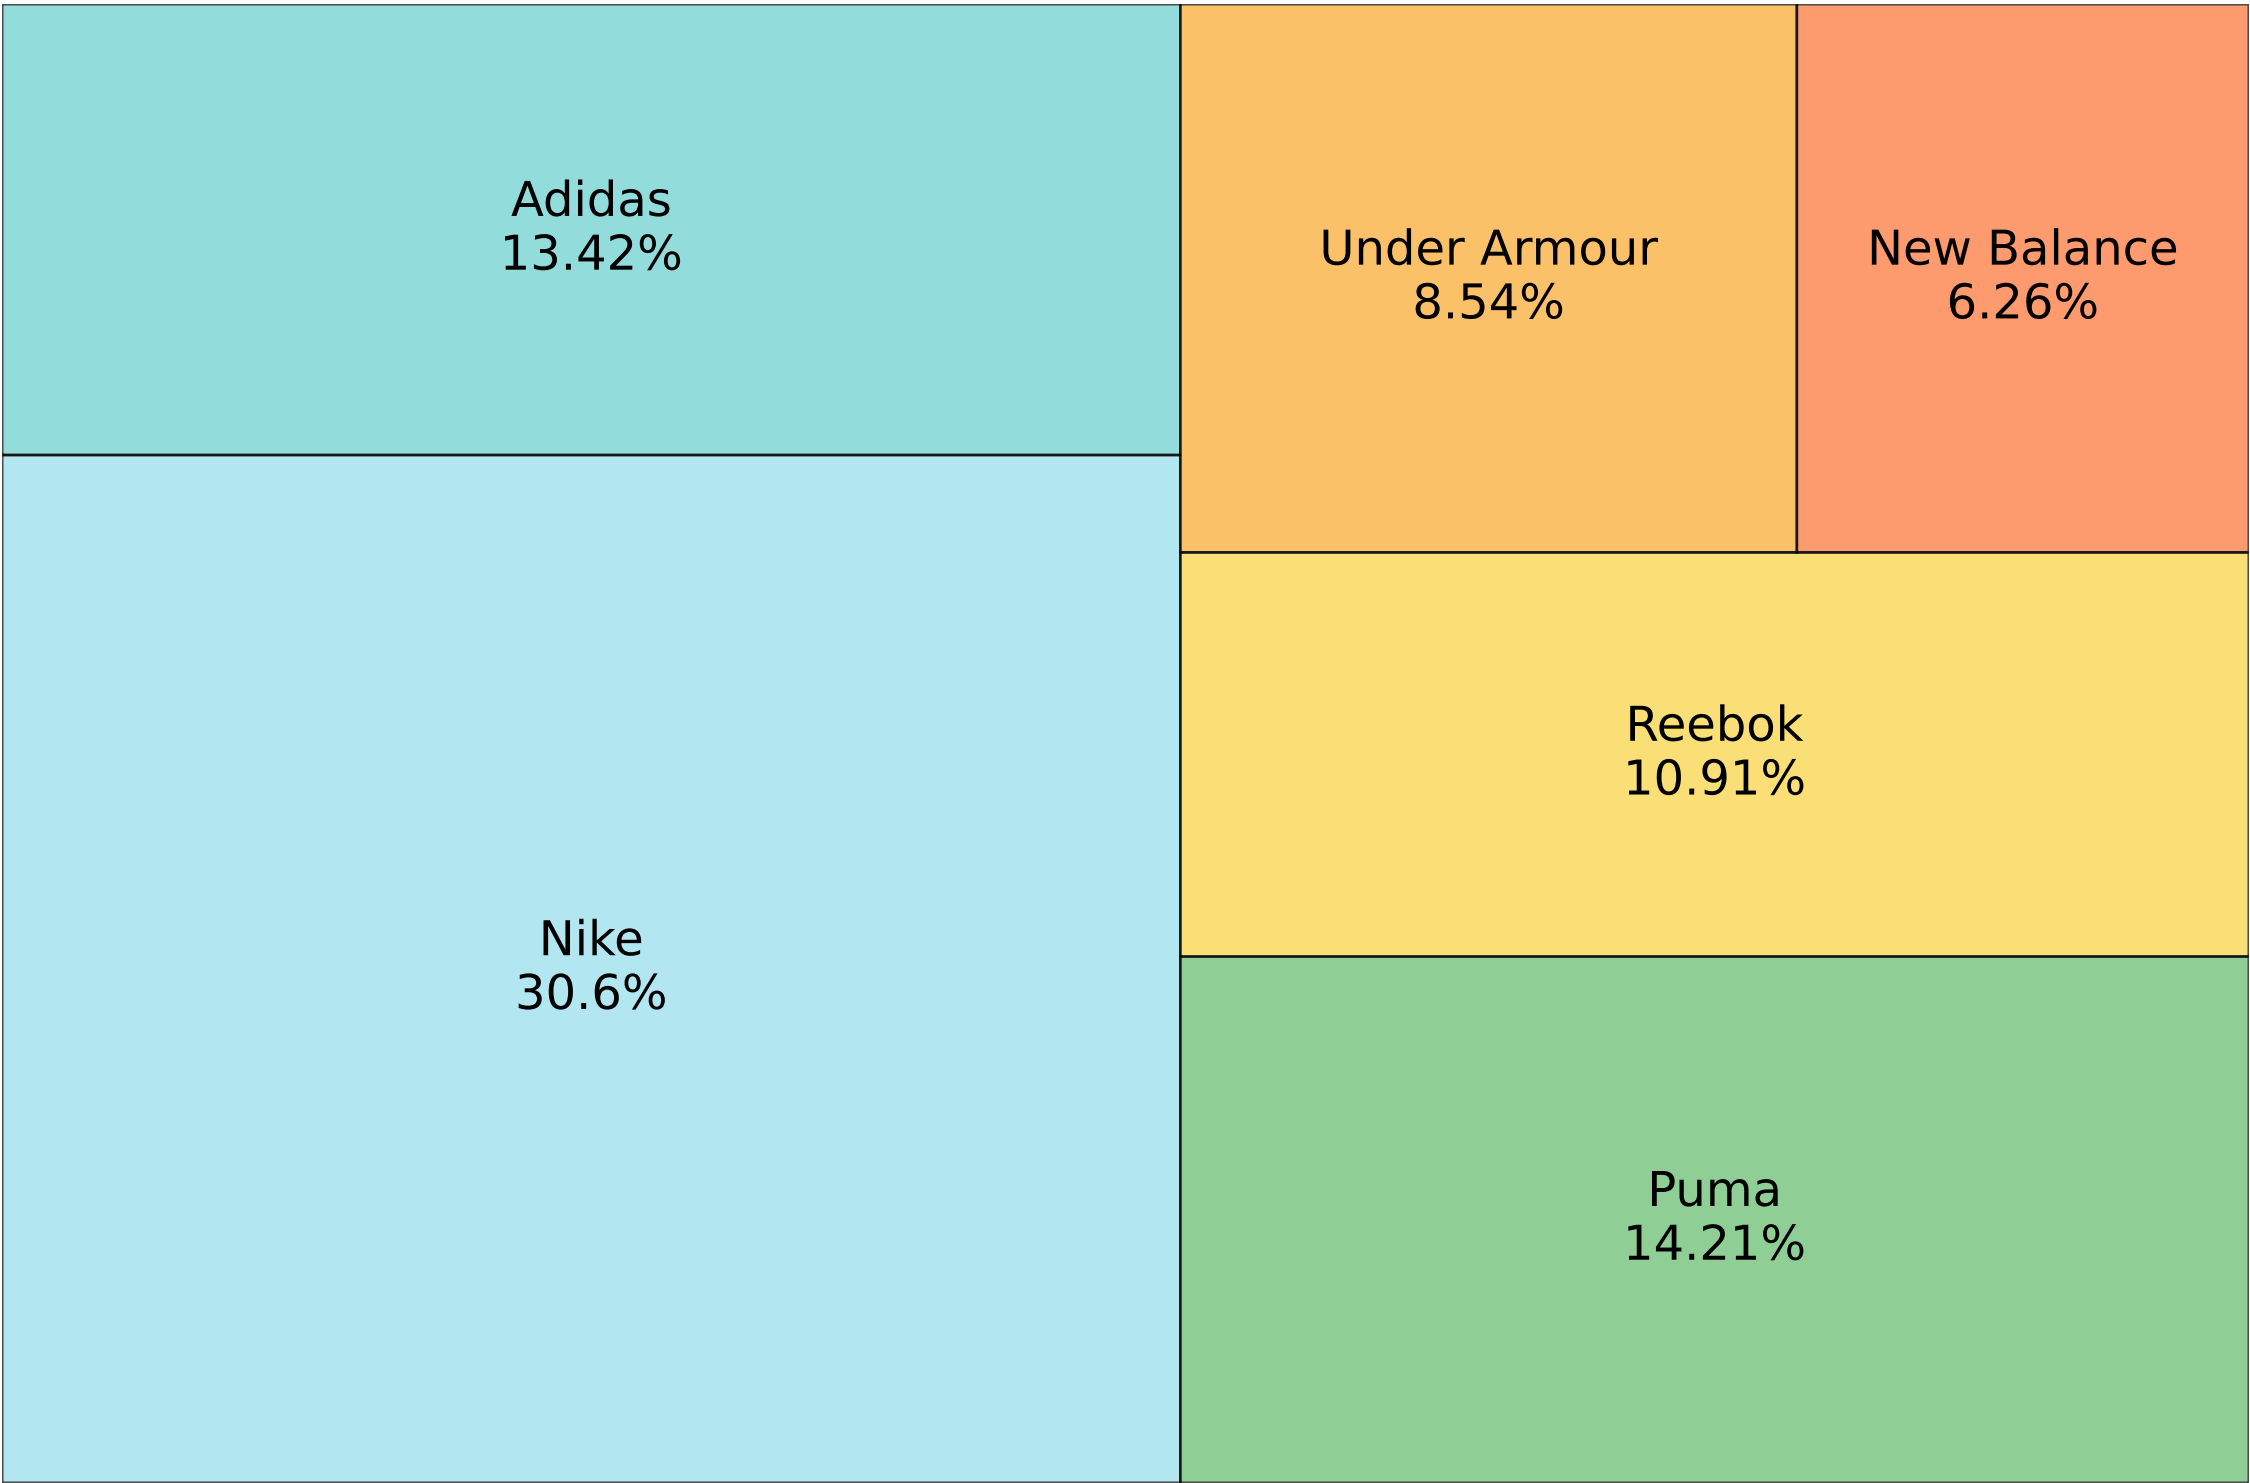 Adidas
13.42%
Under Armour
8.54%
New Balance
6.26%
Nike
30.6%
Reebok
10.91%
Puma
14.21%